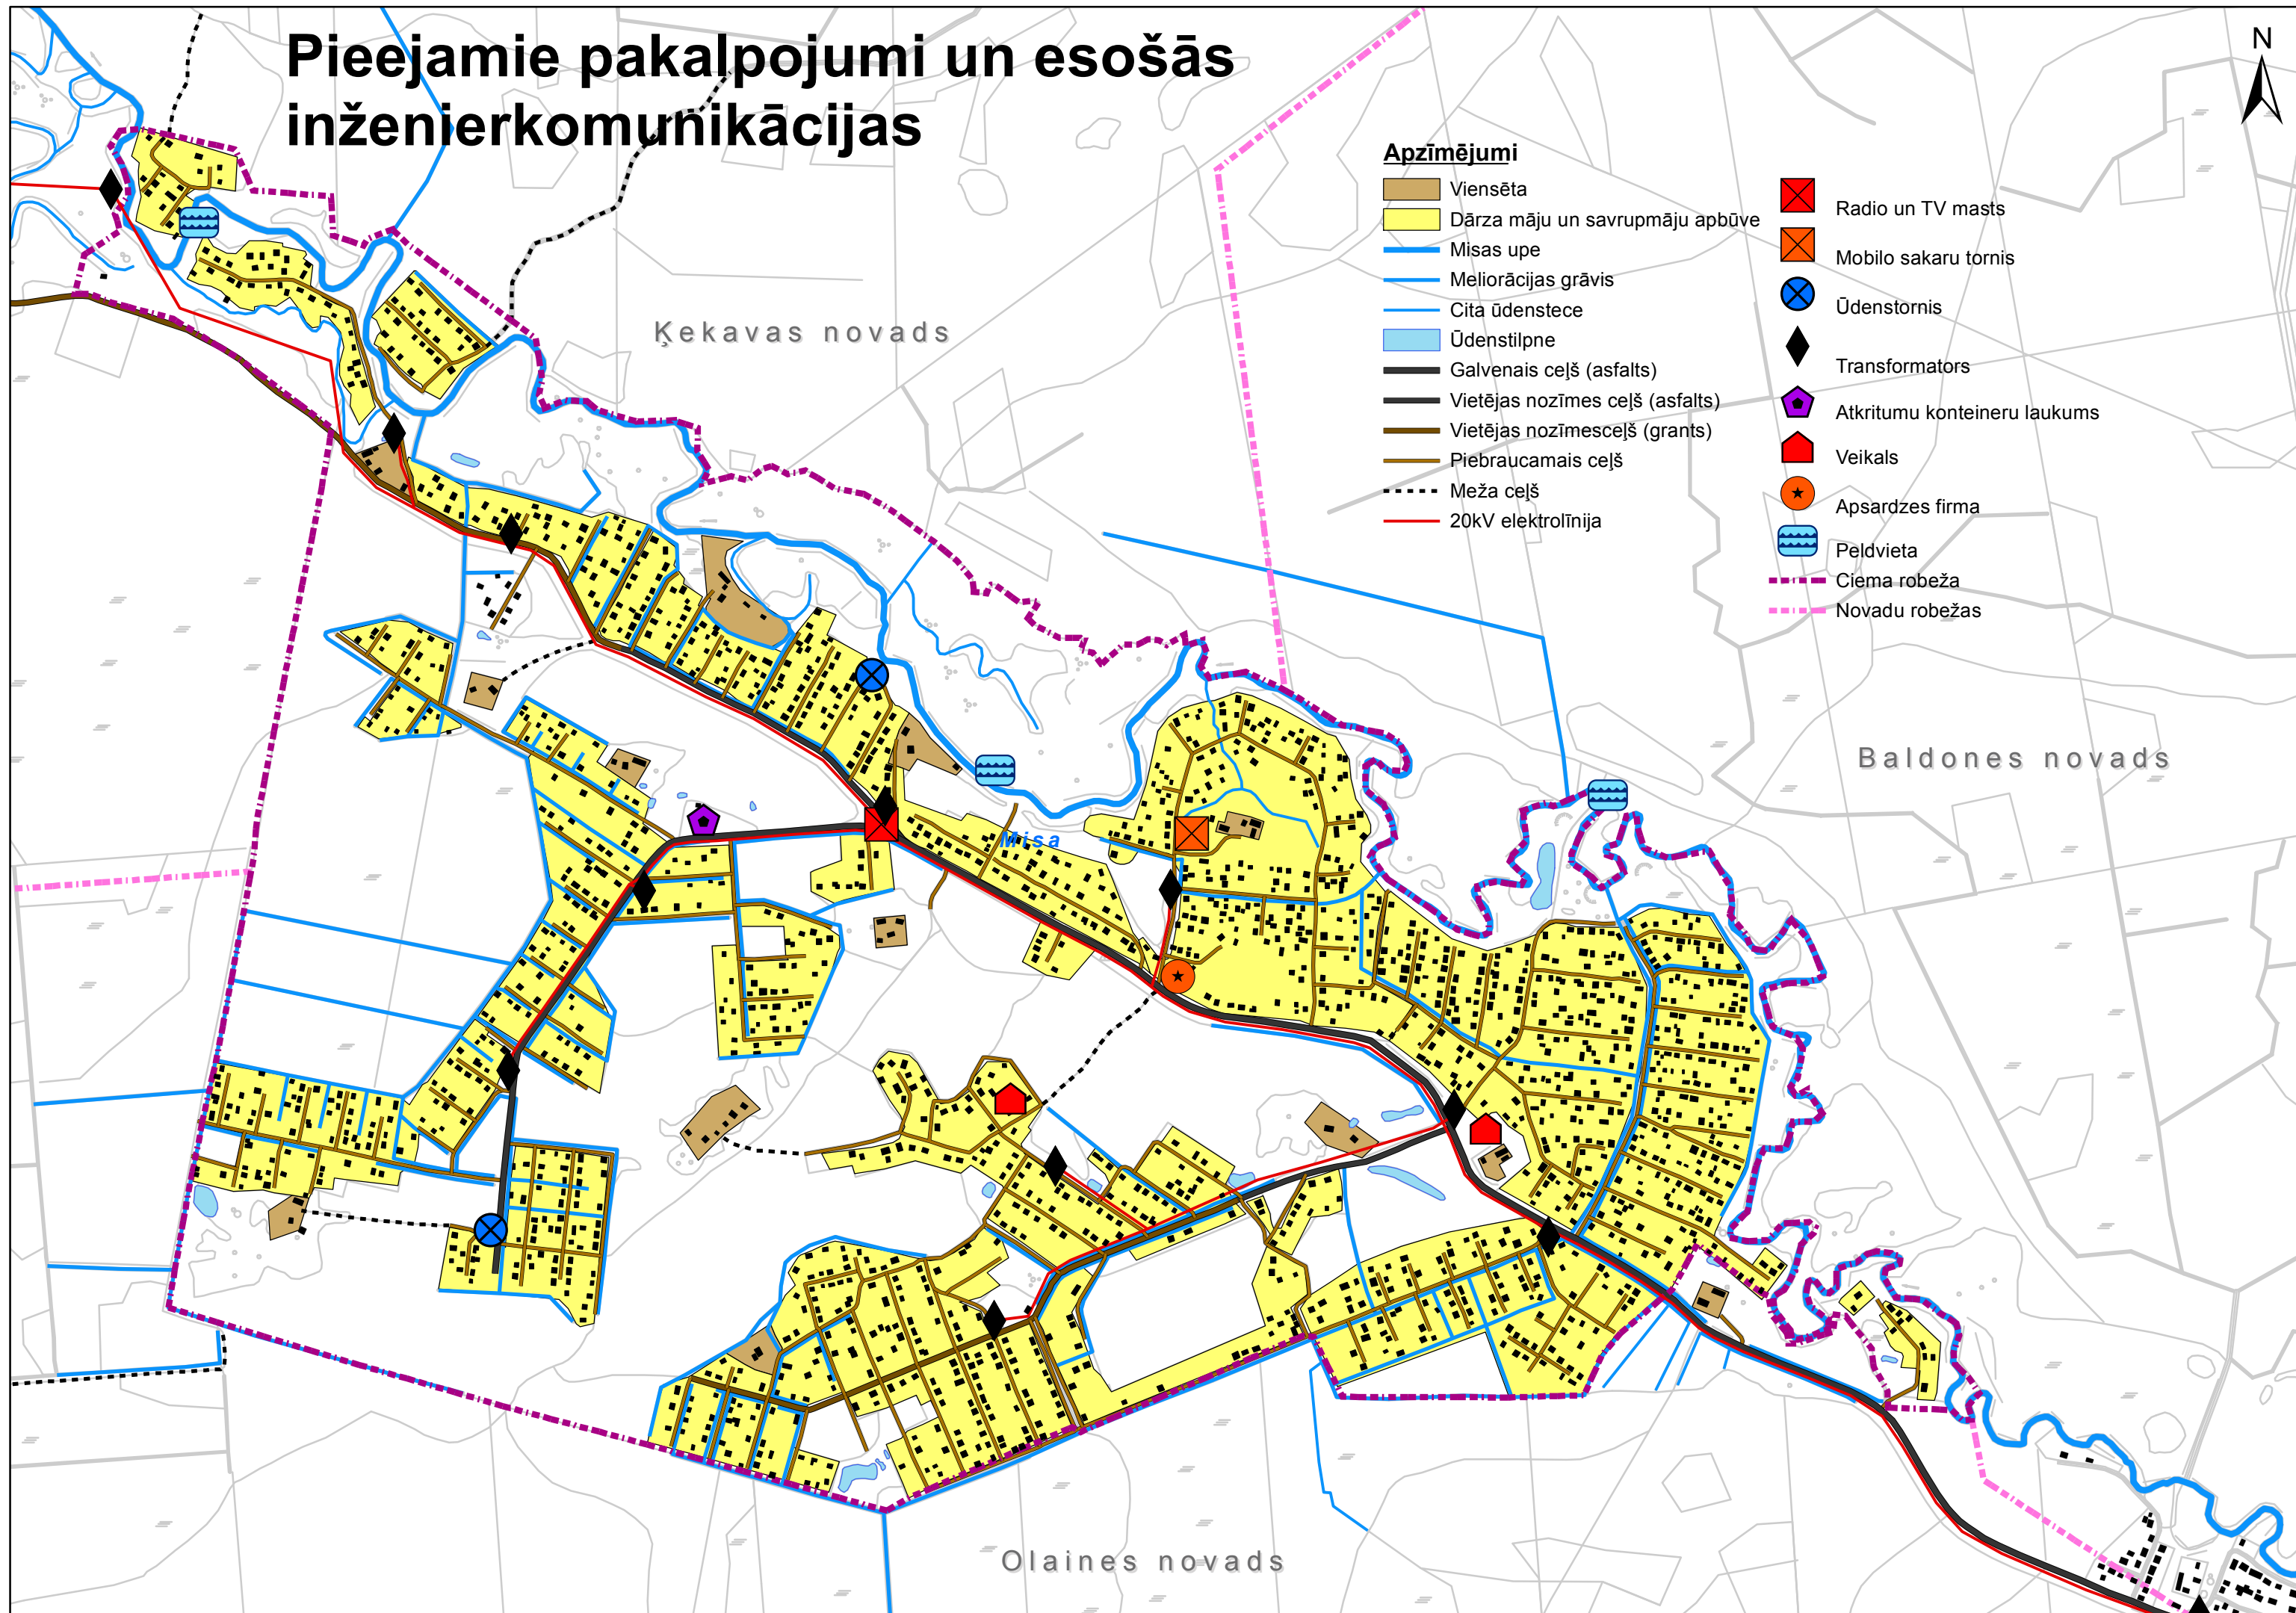 Pieejamie pakalpojumi un esošās
inženierkomunikācijas
N
Apzīmējumi
Viensēta
Dārza māju un savrupmāju apbūve
Misas upe
Meliorācijas grāvis
Cita ūdenstece
Ūdenstilpne
Galvenais ceļš (asfalts)
Vietējas nozīmes ceļš (asfalts)
Vietējas nozīmesceļš (grants)
Piebraucamais ceļš
Meža ceļš
20kV elektrolīnija
Radio un TV masts
Mobilo sakaru tornis
Ūdenstornis
Transformators
Atkritumu konteineru laukums
Veikals
Apsardzes firma
Peldvieta
Ciema robeža
Novadu robežas
Ķekavas novads
Baldones novads
Misa
Olaines novads